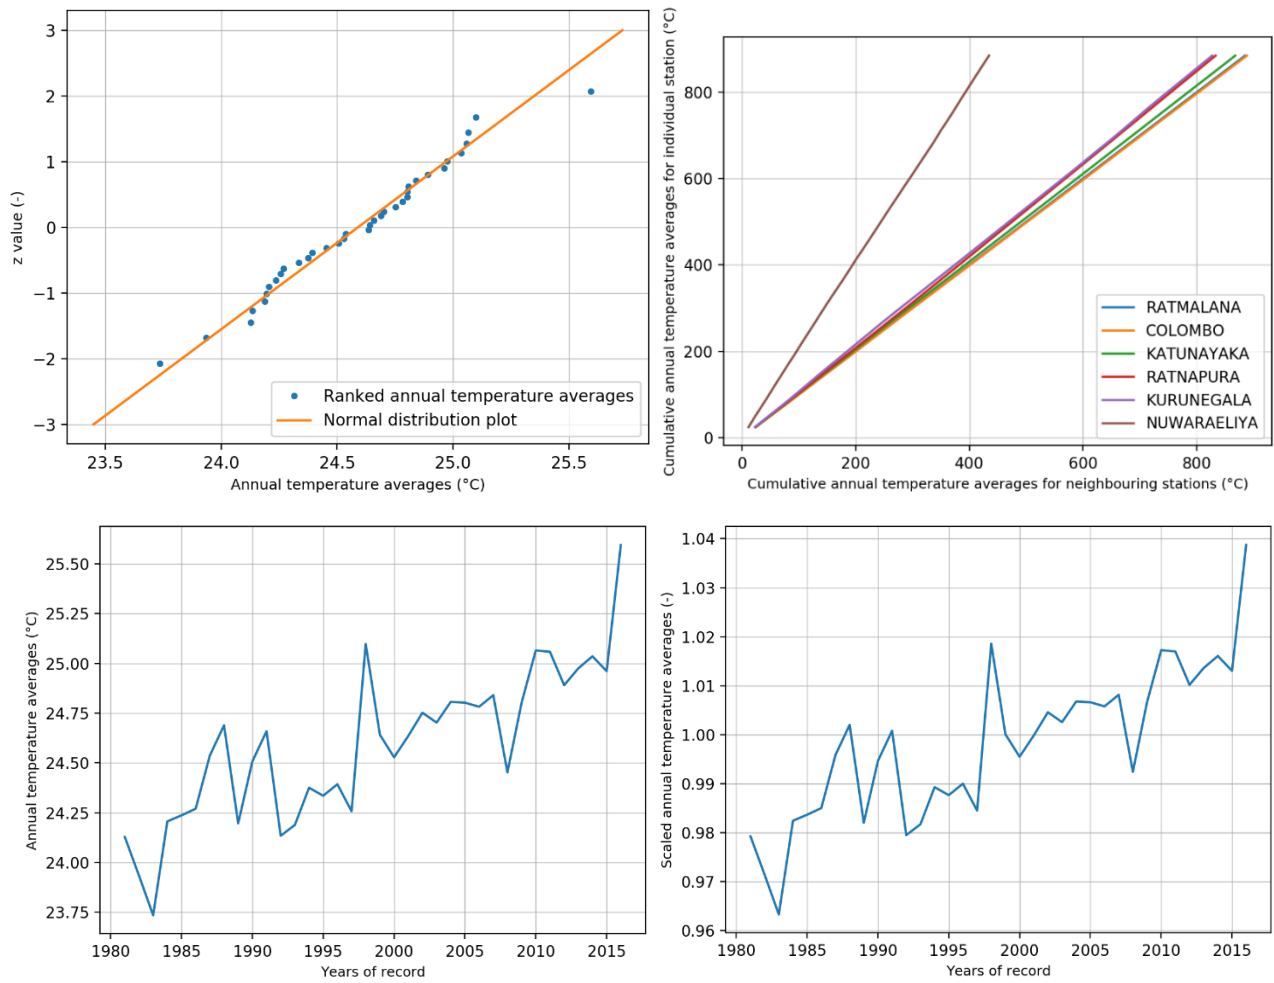 3
2
1
0
−1
−2
−3
z value (-)
Ranked annual temperature averages
Normal distribution plot
23.5 24.0 24.5 25.0 25.5
Annual temperature averages (°C)
800
600
400
200
0
Cumulative annual temperature averages for individual station (°C)
RATMALANA
COLOMBO
KATUNAYAKA
RATNAPURA
KURUNEGALA
NUWARAELIYA
0 200 400 600 800
Cumulative annual temperature averages for neighbouring stations (°C)
25.50
25.25
25.00
24.75
24.50
24.25
24.00
23.75
Annual temperature averages (°C)
1980 1985 1990 1995 2000 2005 2010 2015
Years of record
1.04
1.03
1.02
1.01
1.00
0.99
0.98
0.97
0.96
Scaled annual temperature averages (-)
1980 1985 1990 1995 2000 2005 2010 2015
Years of record